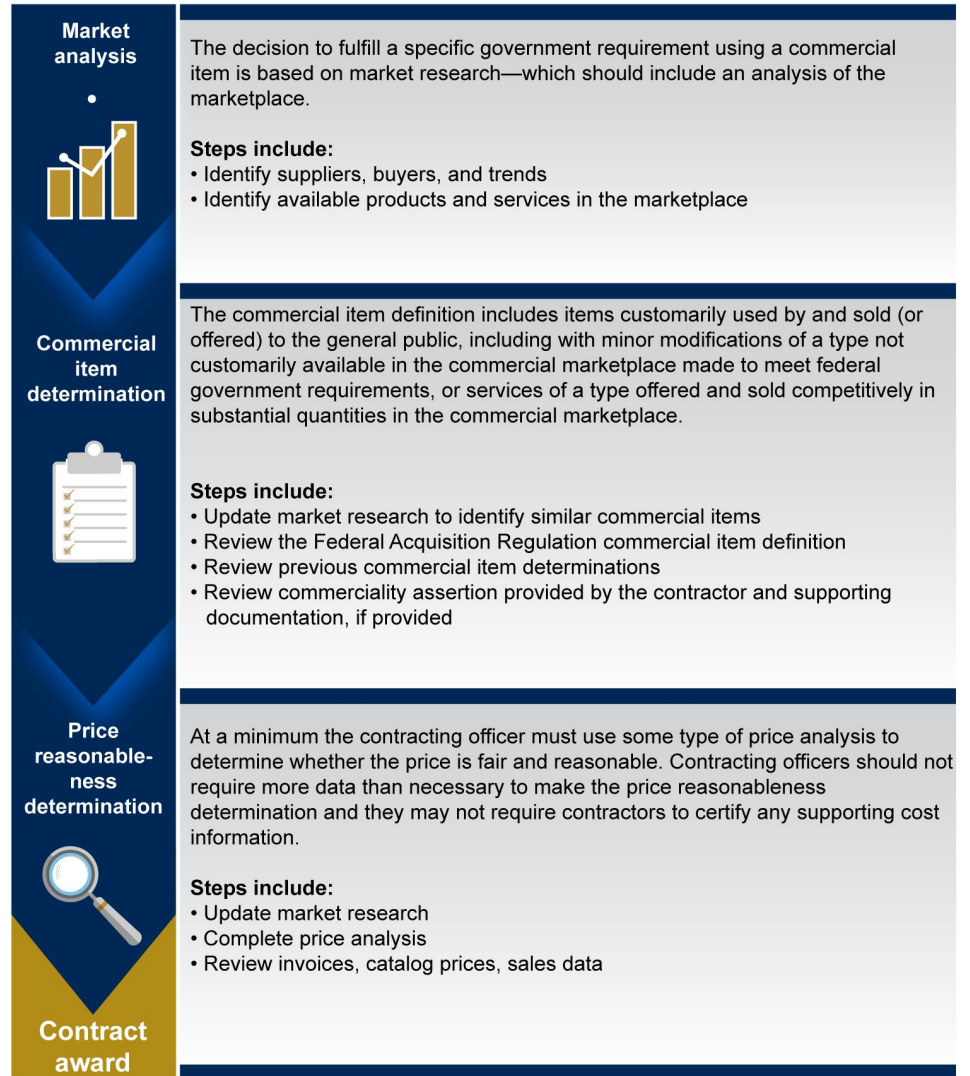 Market
analysis
The decision to fulfill a specific government requirement using a commercial
item is based on market research—which should include an analysis of the
marketplace.
Steps include:
• Identify suppliers, buyers, and trends
• Identify available products and services in the marketplace
Commercial
item
determination
The commercial item definition includes items customarily used by and sold (or
offered) to the general public, including with minor modifications of a type not
customarily available in the commercial marketplace made to meet federal
government requirements, or services of a type offered and sold competitively in
substantial quantities in the commercial marketplace.
Steps include:
• Update market research to identify similar commercial items
• Review the Federal Acquisition Regulation commercial item definition
• Review previous commercial item determinations
• Review commerciality assertion provided by the contractor and supporting
documentation, if provided
Price
reasonable-
ness
determination
At a minimum the contracting officer must use some type of price analysis to
determine whether the price is fair and reasonable. Contracting officers should not
require more data than necessary to make the price reasonableness
determination and they may not require contractors to certify any supporting cost
information.
Steps include:
• Update market research
• Complete price analysis
• Review invoices, catalog prices, sales data
Contract
award